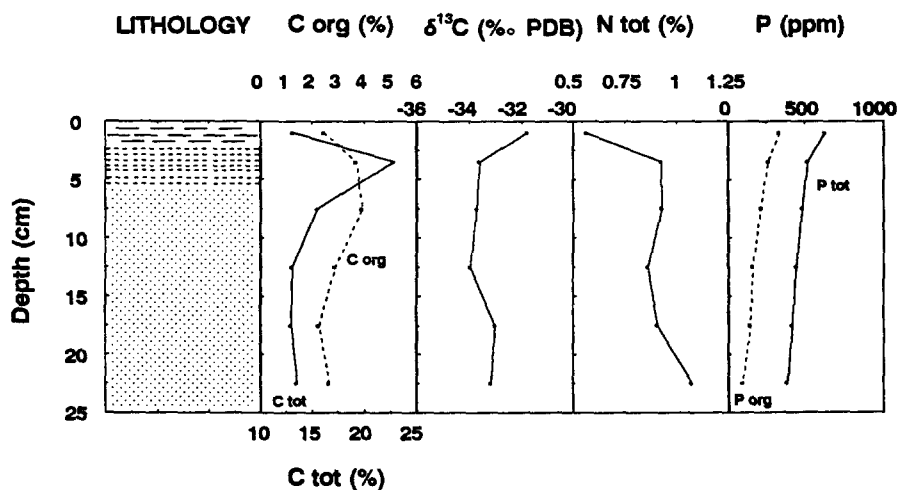 LITHOLOGY C org (%) δ¹³C (‰ PDB) N tot (%) P (ppm)
0 1 2 3 4 5 6 0.5 0.75 1 1.25
-36 -34 -32 -30 0 500 1000
0
5
10
15
20
25
Depth (cm)
P tot
C org
C tot
P org
10 15 20 25
C tot (%)